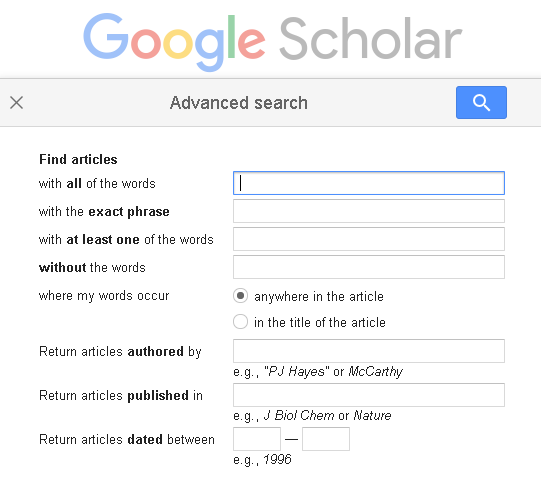 Google Scholar
Advanced search
Find articles
with all of the words
with the exact phrase
with at least one of the words
without the words
where my words occur
anywhere in the article
in the title of the article
Return articles authored by
e.g., "PJ Hayes" or McCarthy
Return articles published in
e.g., J Biol Chem or Nature
Return articles dated between —
e.g., 1996